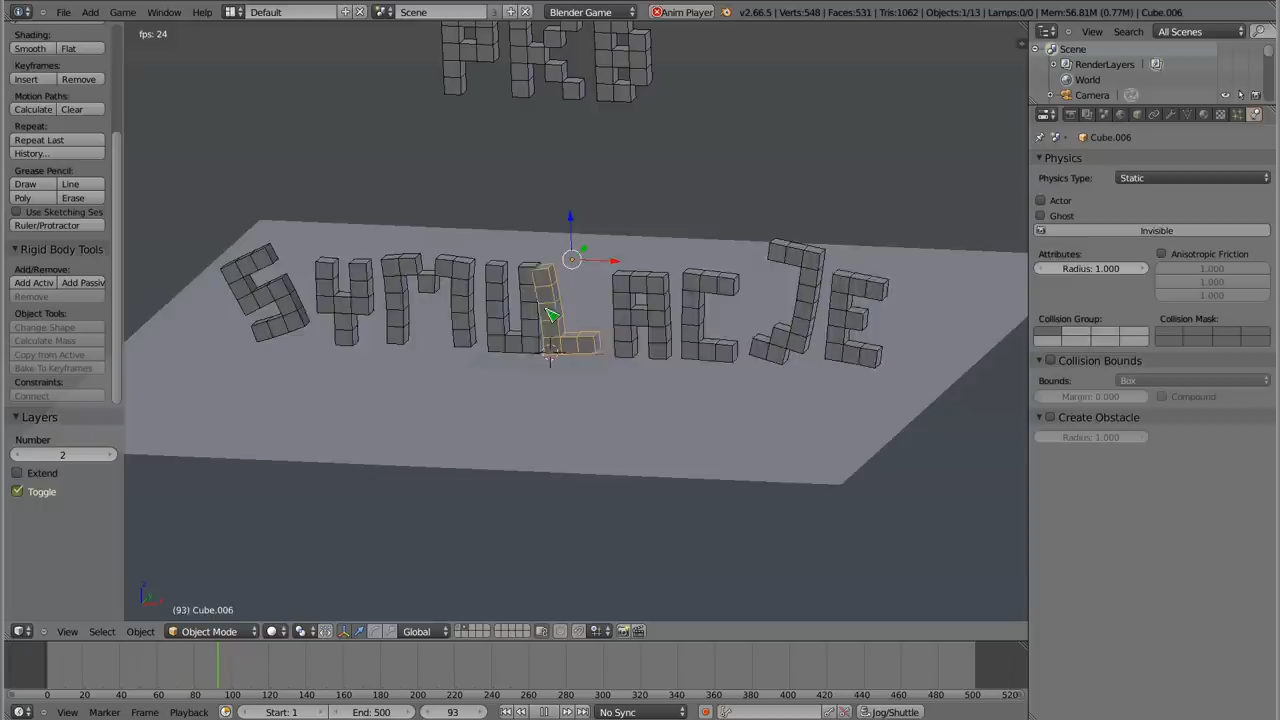 File Add Game Window Help Default Scene 3 Blender Game Anim Player v2.66.5 | Verts:548 | Faces:531 | Tris:1062 | Objects:1/13 | Lamps:0/0 | Mem:56.81M (0.77M) | Cube.006
Shading:
Smooth Flat
Keyframes:
Insert Remove
Motion Paths:
Calculate Clear
Repeat:
Repeat Last
History...
Grease Pencil:
Draw Line
Poly Erase
Use Sketching Ses
Ruler/Protractor
Rigid Body Tools
Add/Remove:
Add Activ Add Passiv
Remove
Object Tools:
Change Shape
Calculate Mass
Copy from Active
Bake To Keyframes
Constraints:
Connect
Layers
Number
2
Extend
Toggle
fps: 24
PKB
SYMULACJE
(93) Cube.006
View Select Object Object Mode Global
View Search All Scenes
Scene
RenderLayers
World
Camera
Cube.006
Physics
Physics Type: Static
Actor
Ghost
Invisible
Attributes: Anisotropic Friction
Radius: 1.000 1.000
1.000
1.000
Collision Group: Collision Mask:
Collision Bounds
Bounds: Box
Margin: 0.000 Compound
Create Obstacle
Radius: 1.000
0 20 40 60 80 100 120 140 160 180 200 220 240 260 280 300 320 340 360 380 400 420 440 460 480 500 520
View Marker Frame Playback Start: 1 End: 500 93 No Sync Jog/Shuttle